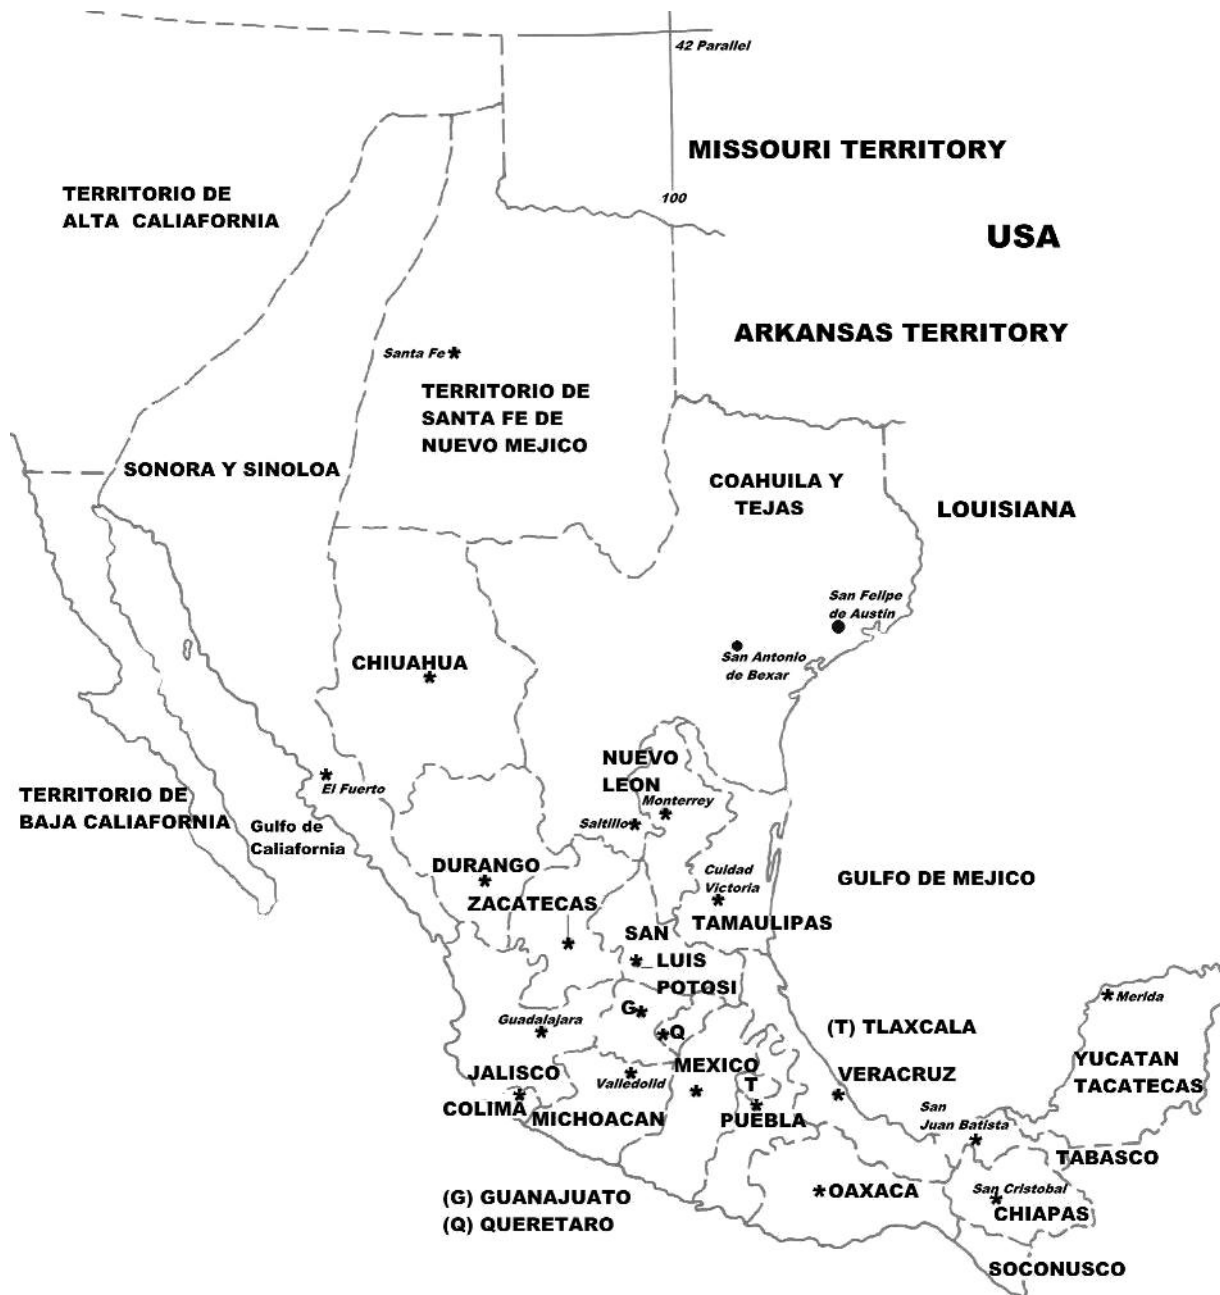 42 Parallel
MISSOURI TERRITORY
100
TERRITORIO DE
ALTA CALIAFORNIA
USA
ARKANSAS TERRITORY
Santa Fe
TERRITORIO DE
SANTA FE DE
NUEVO MEJICO
SONORA Y SINOLOA
COAHUILA Y
TEJAS
LOUISIANA
San Felipe
de Austin
San Antonio
de Bexar
CHIUAHUA
NUEVO
LEON
El Fuerto
Monterrey
Saltillo
TERRITORIO DE
BAJA CALIAFORNIA
Gulfo de
Caliafornia
DURANGO
Cuidad
Victoria
GULFO DE MEJICO
ZACATECAS
TAMAULIPAS
SAN
LUIS
POTOSI
Merida
G
Guadalajara
Q
(T) TLAXCALA
MEXICO
YUCATAN
TACATECAS
JALISCO
Valledolid
T
VERACRUZ
COLIMA
MICHOACAN
PUEBLA
San
Juan Batista
TABASCO
(G) GUANAJUATO
(Q) QUERETARO
OAXACA
San Cristobal
CHIAPAS
SOCONUSCO